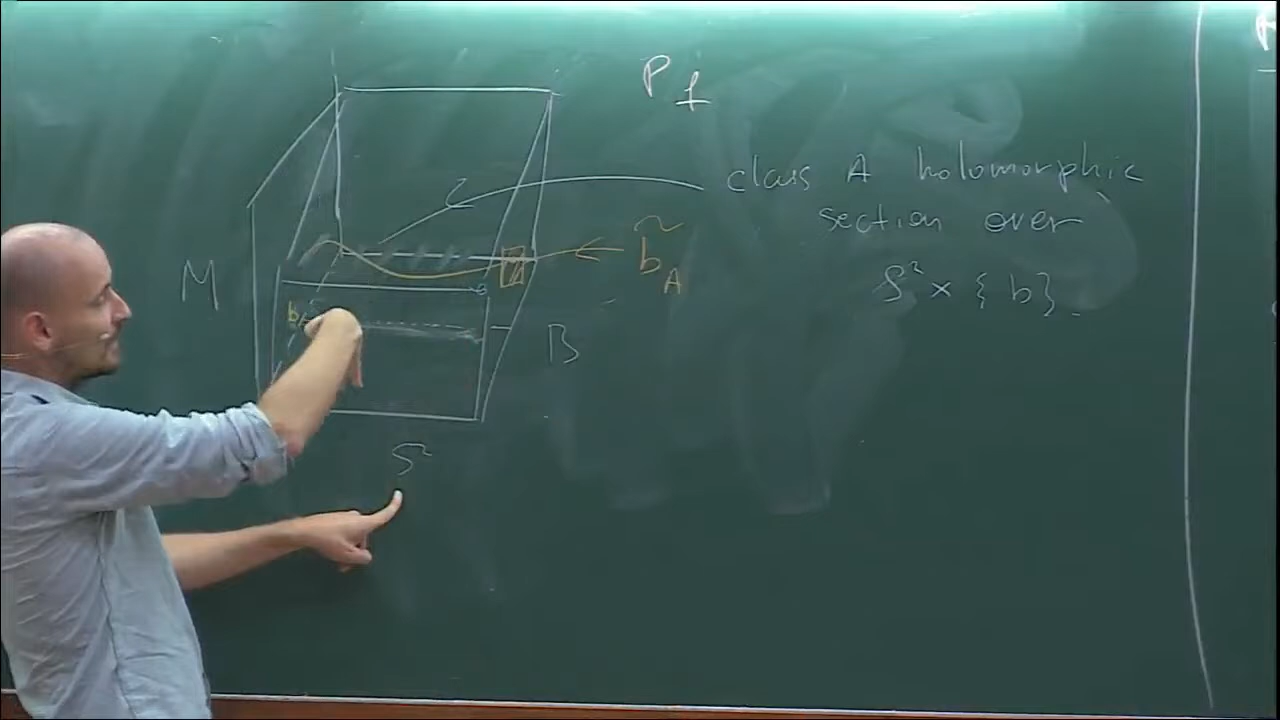 P_f
class A holomorphic
section over
S² × { b } .
M
b̃_A
b
B
S²